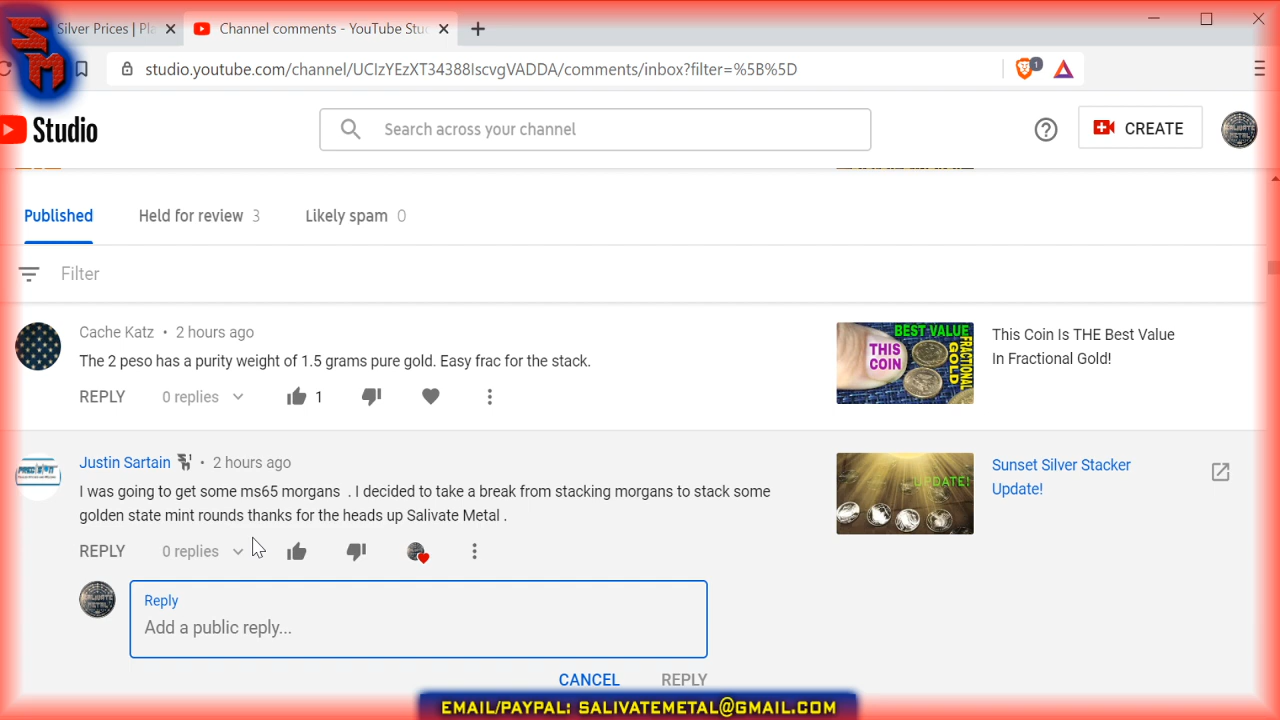 SM
Silver Prices | Pla
Channel comments - YouTube Stu
studio.youtube.com/channel/UCIzYEzXT34388IscvgVADDA/comments/inbox?filter=%5B%5D
1
Studio
Search across your channel
CREATE
Published
Held for review 3
Likely spam 0
Filter
Cache Katz • 2 hours ago
The 2 peso has a purity weight of 1.5 grams pure gold. Easy frac for the stack.
REPLY
0 replies
1
BEST VALUE
THIS
COIN
FRACTIONAL
GOLD
This Coin Is THE Best Value
In Fractional Gold!
Justin Sartain • 2 hours ago
I was going to get some ms65 morgans . I decided to take a break from stacking morgans to stack some
golden state mint rounds thanks for the heads up Salivate Metal .
REPLY
0 replies
UPDATE!
Sunset Silver Stacker
Update!
SALIVATE
METAL
Reply
Add a public reply...
CANCEL
REPLY
EMAIL/PAYPAL: SALIVATEMETAL@GMAIL.COM